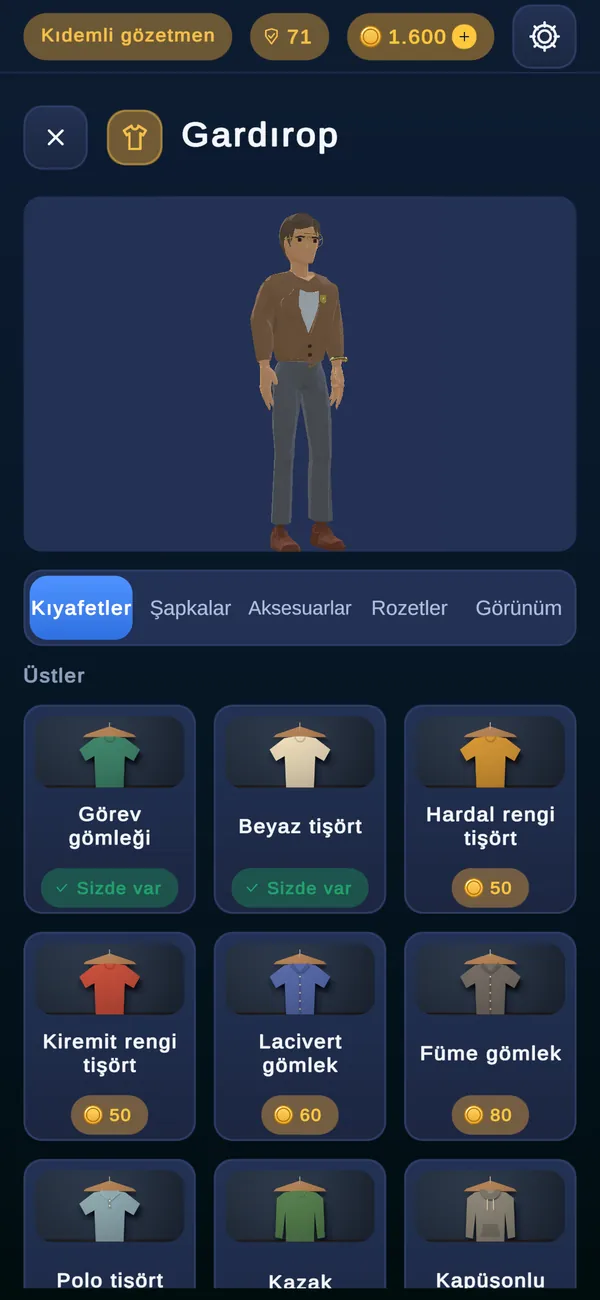 Kıdemli gözetmen
71
1.600 +
Gardırop
Kıyafetler
Şapkalar
Aksesuarlar
Rozetler
Görünüm
Üstler
Görev
gömleği
Sizde var
Beyaz tişört
Sizde var
Hardal rengi
tişört
50
Kiremit rengi
tişört
50
Lacivert
gömlek
60
Füme gömlek
80
Polo tişört
Kazak
Kapüşonlu